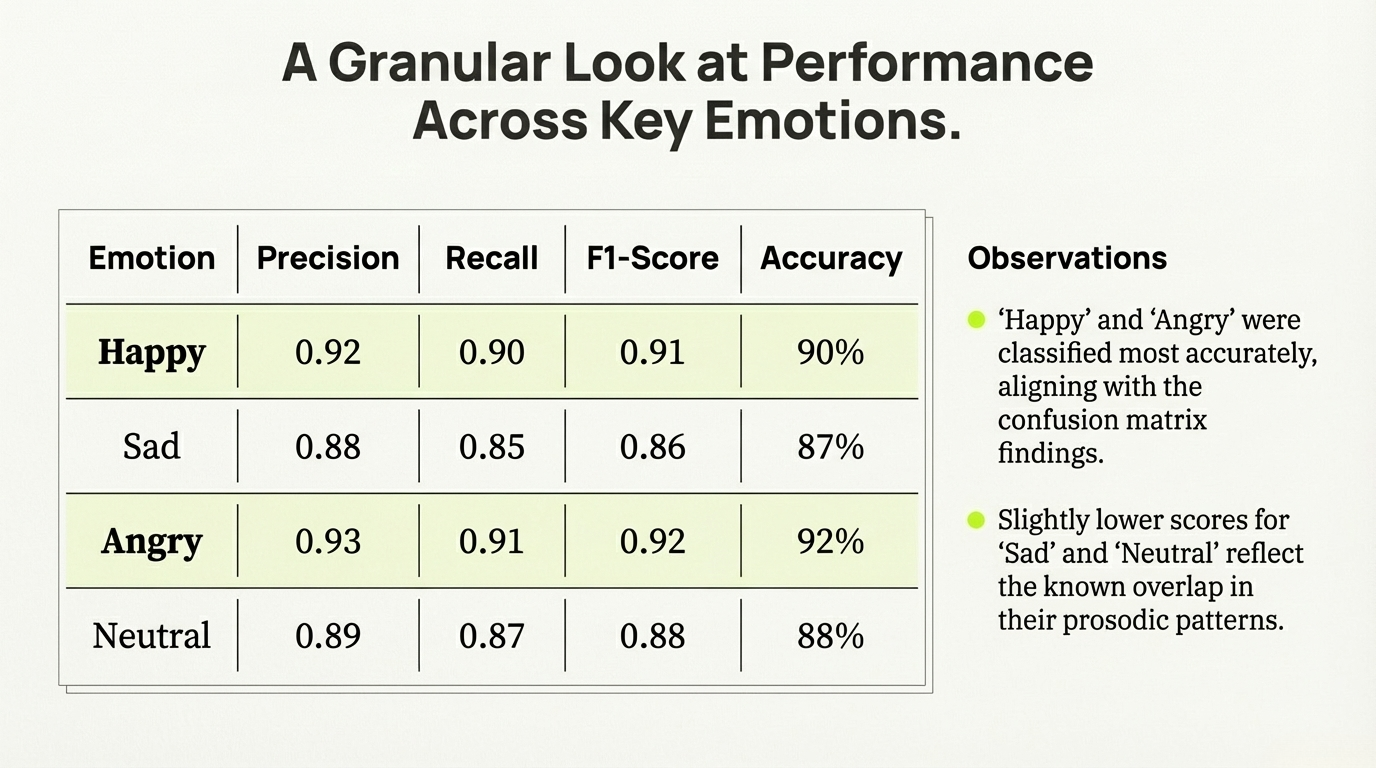 A Granular Look at Performance
Across Key Emotions.
Emotion Precision Recall F1-Score Accuracy
Happy 0.92 0.90 0.91 90%
Sad 0.88 0.85 0.86 87%
Angry 0.93 0.91 0.92 92%
Neutral 0.89 0.87 0.88 88%
Observations
‘Happy’ and ‘Angry’ were
classified most accurately,
aligning with the
confusion matrix
findings.
Slightly lower scores for
‘Sad’ and ‘Neutral’ reflect
the known overlap in
their prosodic patterns.